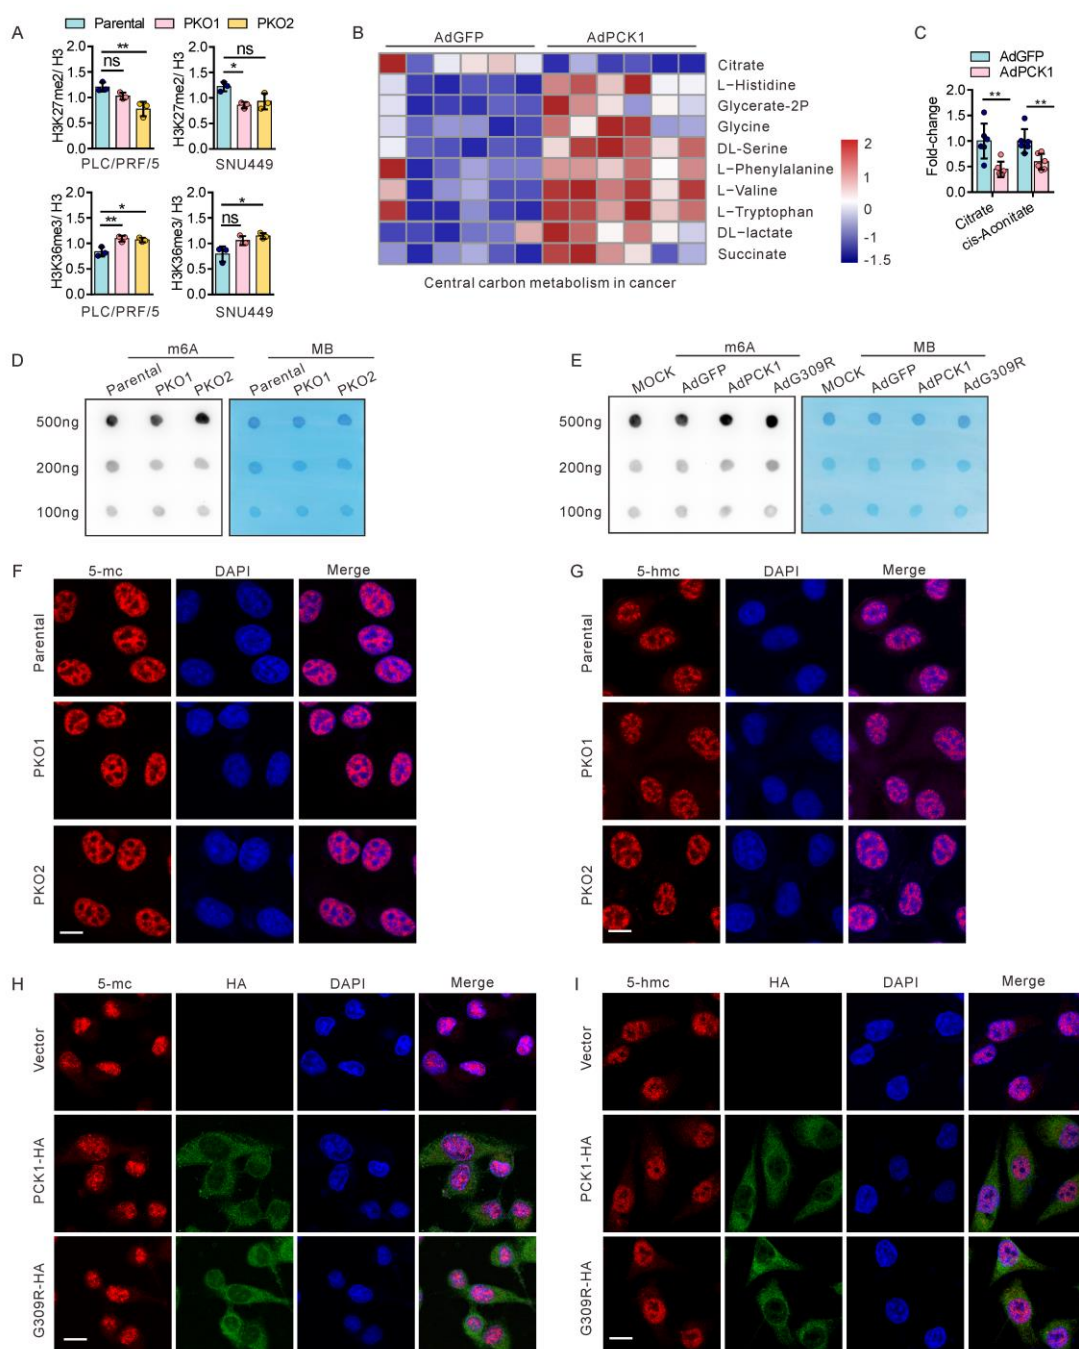 A
Parental PKO1 PKO2
H3K27me2/ H3
2.0
1.5
1.0
0.5
0.0
ns
**
PLC/PRF/5
H3K27me2/ H3
2.0
1.5
1.0
0.5
0.0
ns
*
SNU449
H3K36me3/ H3
2.0
1.5
1.0
0.5
0.0
*
**
PLC/PRF/5
H3K36me3/ H3
2.0
1.5
1.0
0.5
0.0
*
ns
SNU449
B
AdGFP AdPCK1
Citrate
L-Histidine
Glycerate-2P
Glycine
DL-Serine
L-Phenylalanine
L-Valine
L-Tryptophan
DL-lactate
Succinate
2
1
0
-1
-1.5
Central carbon metabolism in cancer
C
AdGFP
AdPCK1
Fold-change
2.0
1.5
1.0
0.5
0.0
** **
Citrate
cis-Aconitate
D
m6A MB
Parental PKO1 PKO2 Parental PKO1 PKO2
500ng
200ng
100ng
E
m6A MB
MOCK AdGFP AdPCK1 AdG309R MOCK AdGFP AdPCK1 AdG309R
500ng
200ng
100ng
F
5-mc DAPI Merge
Parental
PKO1
PKO2
G
5-hmc DAPI Merge
Parental
PKO1
PKO2
H
5-mc HA DAPI Merge
Vector
PCK1-HA
G309R-HA
I
5-hmc HA DAPI Merge
Vector
PCK1-HA
G309R-HA